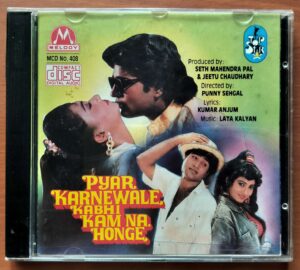 MELODY
MCD No. 408
COMPACT
disc
DIGITAL AUDIO
Produced by:
SETH MAHENDRA PAL
& JEETU CHAUDHARY
Directed by:
PUNNY SEHGAL
Lyrics:
KUMAR ANJUM
Music: LATA KALYAN
PYAR
KARNEWALE
KABHI
KAM NA
HONGE